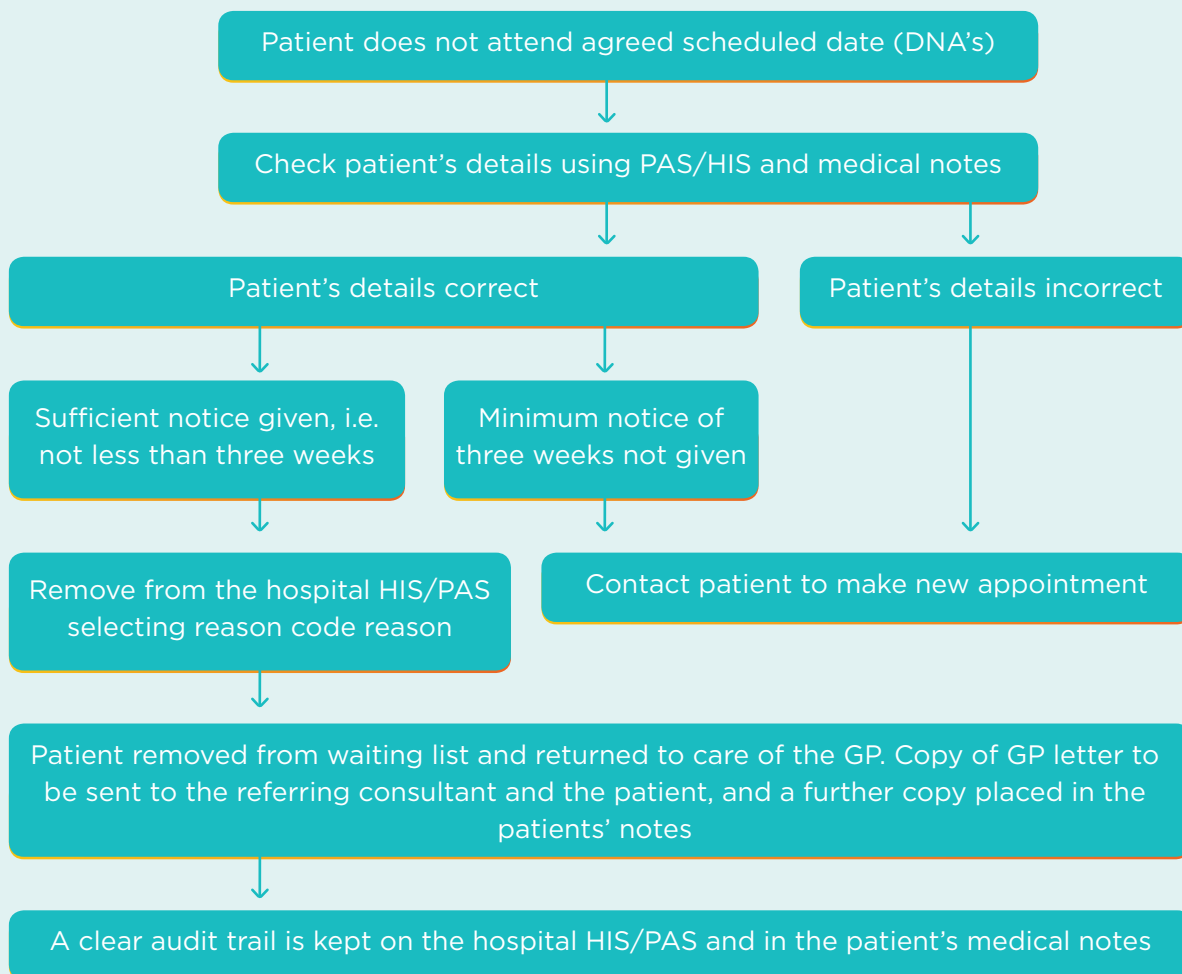 Patient does not attend agreed scheduled date (DNA’s)
Check patient’s details using PAS/HIS and medical notes
Patient’s details correct
Patient’s details incorrect
Sufficient notice given, i.e.
not less than three weeks
Minimum notice of
three weeks not given
Remove from the hospital HIS/PAS
selecting reason code reason
Contact patient to make new appointment
Patient removed from waiting list and returned to care of the GP. Copy of GP letter to
be sent to the referring consultant and the patient, and a further copy placed in the
patients’ notes
A clear audit trail is kept on the hospital HIS/PAS and in the patient’s medical notes